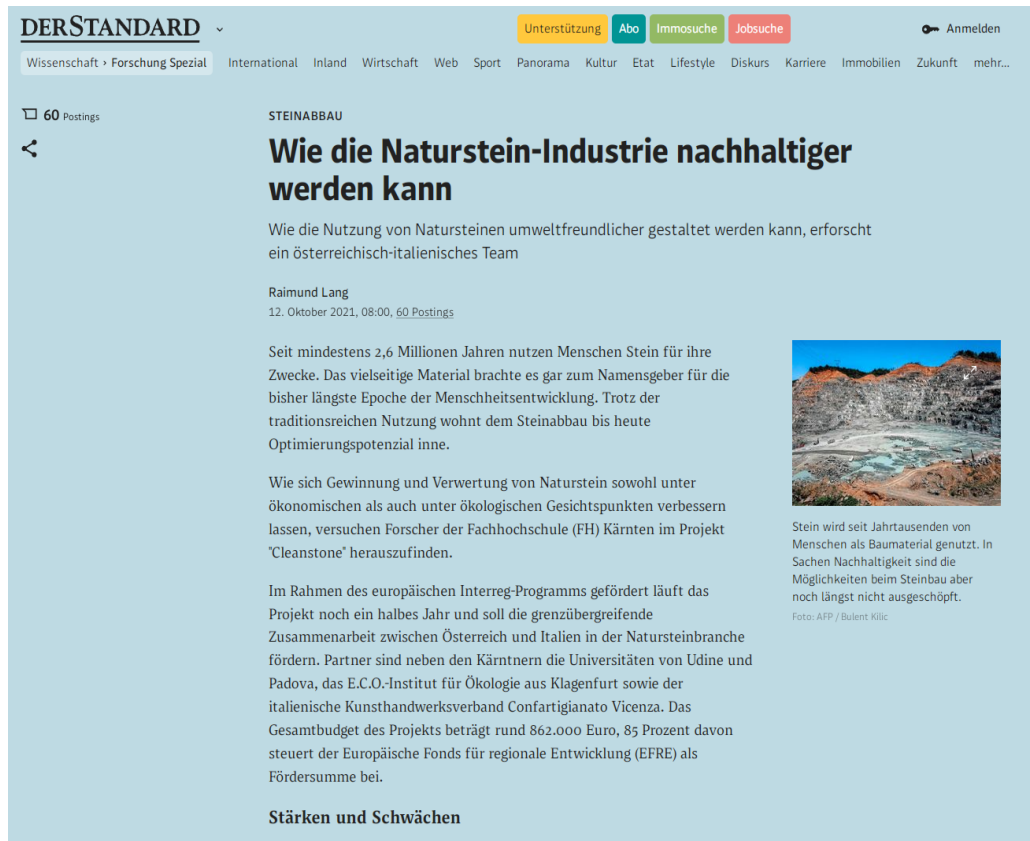 DERSTANDARD
Unterstützung Abo Immosuche Jobsuche
Anmelden
Wissenschaft › Forschung Spezial International Inland Wirtschaft Web Sport Panorama Kultur Etat Lifestyle Diskurs Karriere Immobilien Zukunft mehr...
60 Postings
STEINABBAU
Wie die Naturstein-Industrie nachhaltiger
werden kann
Wie die Nutzung von Natursteinen umweltfreundlicher gestaltet werden kann, erforscht
ein österreichisch-italienisches Team
Raimund Lang
12. Oktober 2021, 08:00, 60 Postings
Seit mindestens 2,6 Millionen Jahren nutzen Menschen Stein für ihre
Zwecke. Das vielseitige Material brachte es gar zum Namensgeber für die
bisher längste Epoche der Menschheitsentwicklung. Trotz der
traditionsreichen Nutzung wohnt dem Steinabbau bis heute
Optimierungspotenzial inne.
Wie sich Gewinnung und Verwertung von Naturstein sowohl unter
ökonomischen als auch unter ökologischen Gesichtspunkten verbessern
lassen, versuchen Forscher der Fachhochschule (FH) Kärnten im Projekt
"Cleanstone" herauszufinden.
Im Rahmen des europäischen Interreg-Programms gefördert läuft das
Projekt noch ein halbes Jahr und soll die grenzübergreifende
Zusammenarbeit zwischen Österreich und Italien in der Natursteinbranche
fördern. Partner sind neben den Kärntnern die Universitäten von Udine und
Padova, das E.C.O.-Institut für Ökologie aus Klagenfurt sowie der
italienische Kunsthandwerksverband Confartigianato Vicenza. Das
Gesamtbudget des Projekts beträgt rund 862.000 Euro, 85 Prozent davon
steuert der Europäische Fonds für regionale Entwicklung (EFRE) als
Fördersumme bei.
Stärken und Schwächen
Stein wird seit Jahrtausenden von
Menschen als Baumaterial genutzt. In
Sachen Nachhaltigkeit sind die
Möglichkeiten beim Steinbau aber
noch längst nicht ausgeschöpft.
Foto: AFP / Bulent Kilic